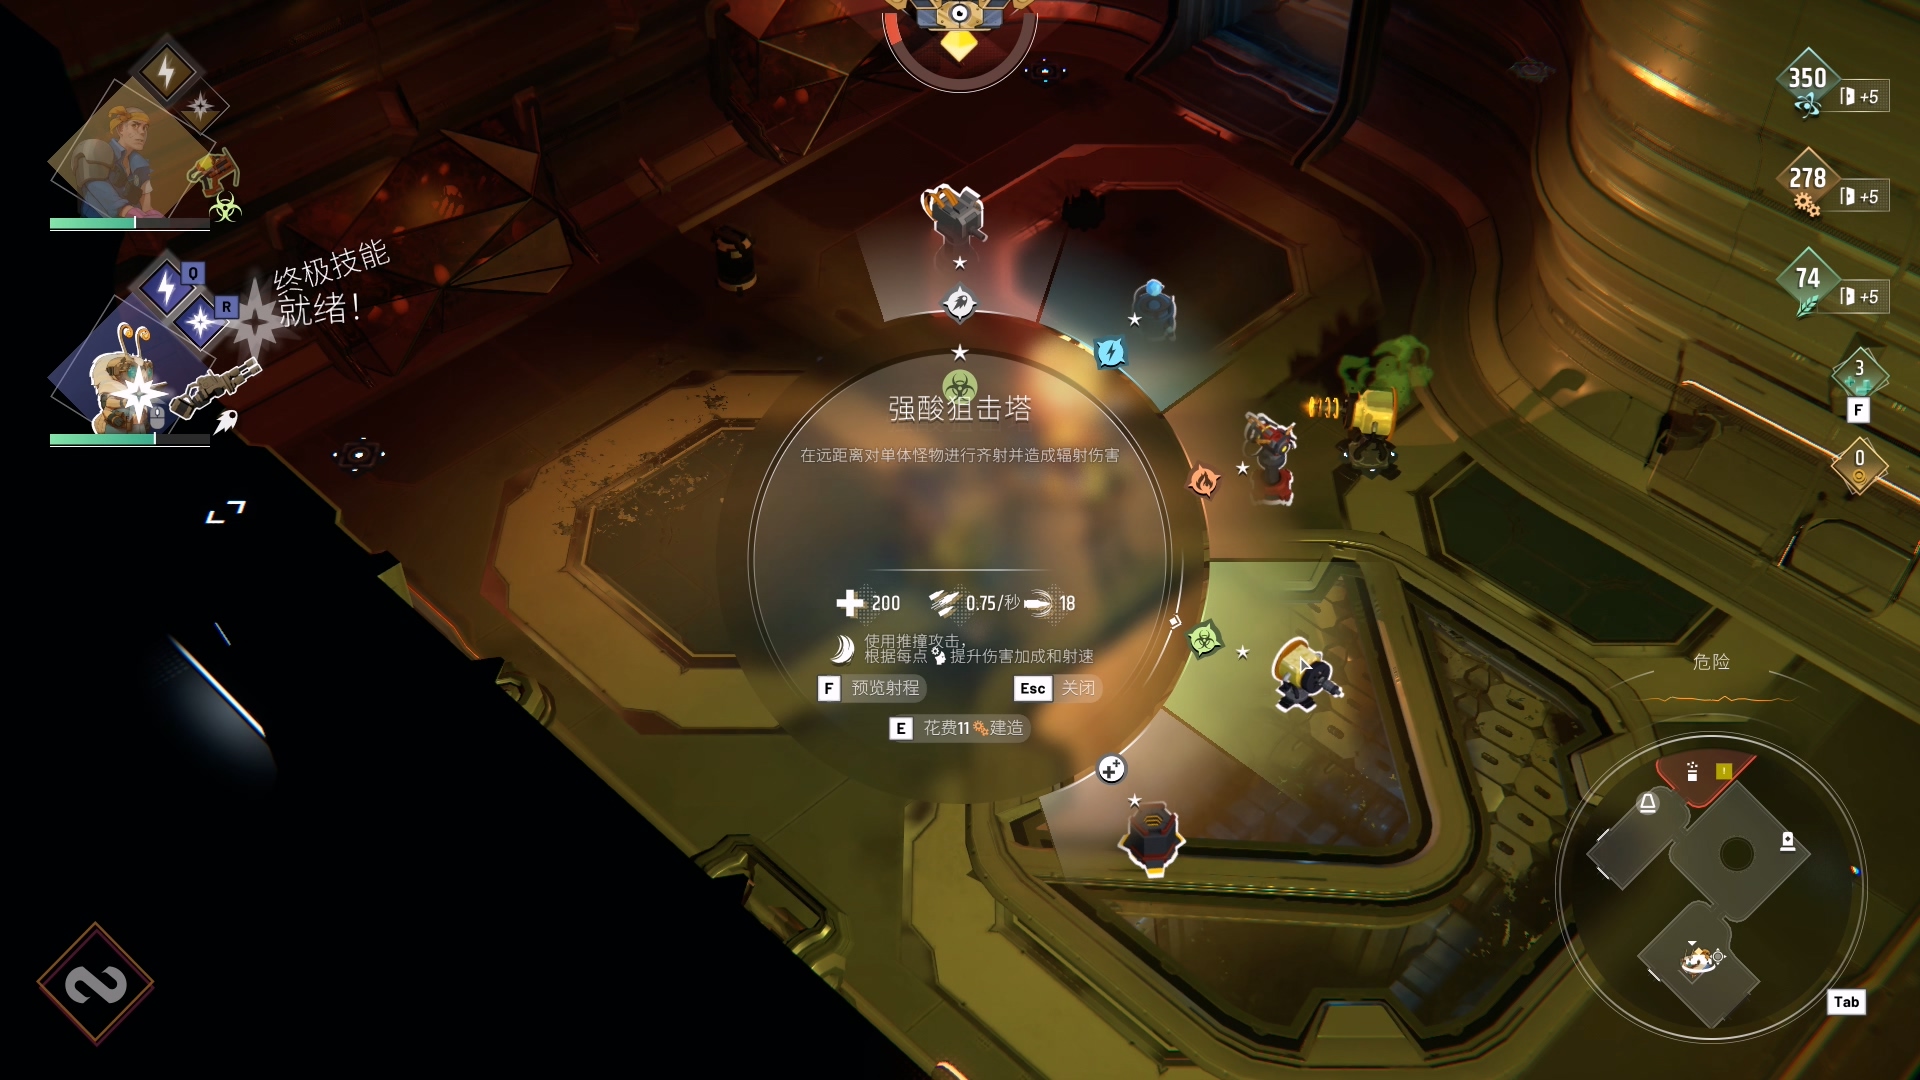 350
+5
278
+5
74
+5
3
F
0
Q
R
终极技能
就绪！
强酸狙击塔
在远距离对单体怪物进行齐射并造成辐射伤害
200 0.75/秒 18
使用推撞攻击，
根据每点 提升伤害加成和射速
F 预览射程 Esc 关闭
E 花费11 建造
危险
!
Tab